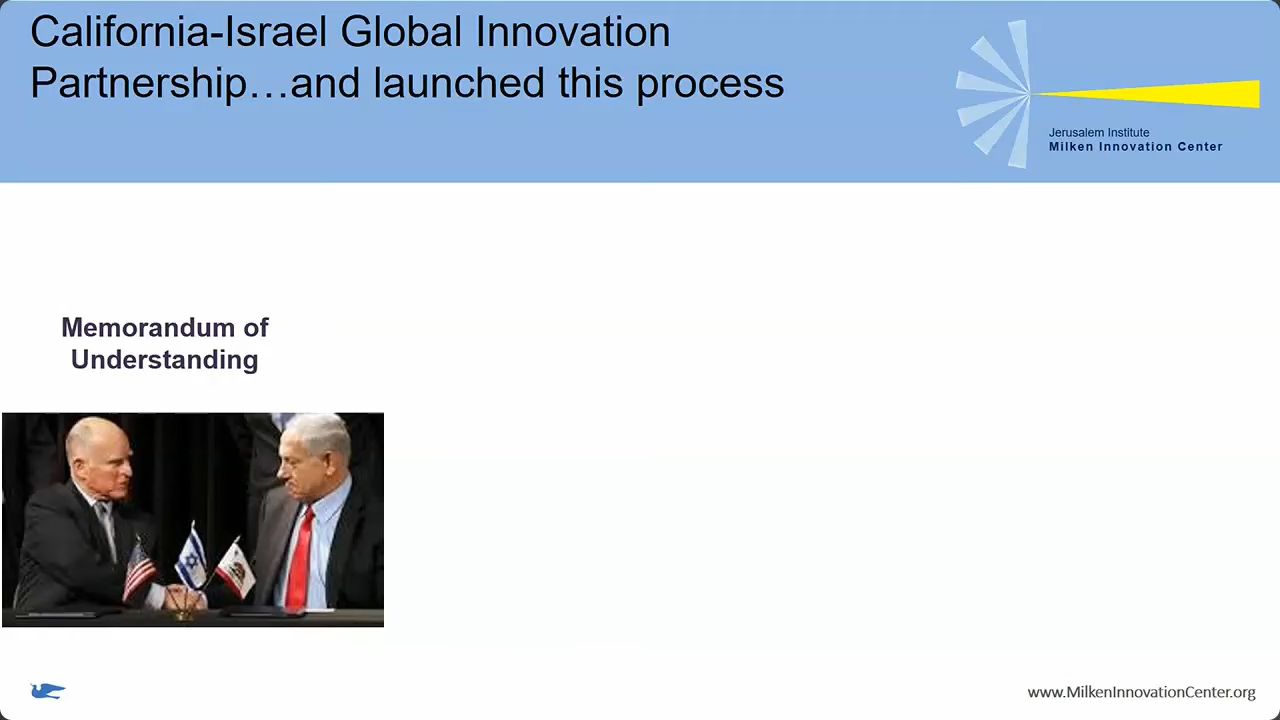 California-Israel Global Innovation
Partnership…and launched this process
Jerusalem Institute
Milken Innovation Center
Memorandum of
Understanding
www.MilkenInnovationCenter.org